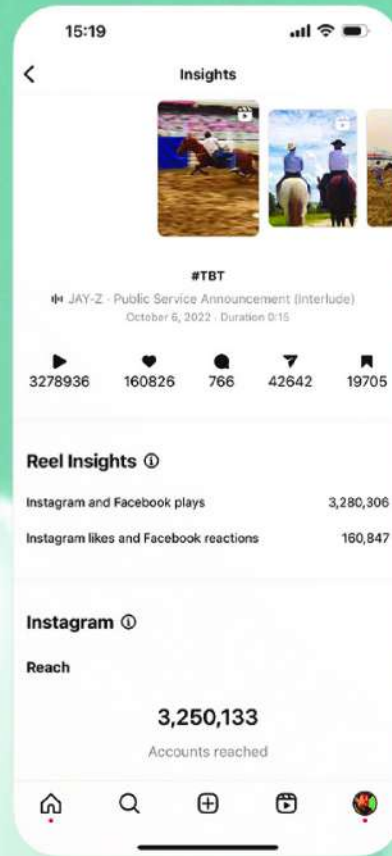 15:19
Insights
#TBT
JAY-Z · Public Service Announcement (Interlude)
October 6, 2022 · Duration 0:15
3278936 160826 766 42642 19705
Reel Insights
Instagram and Facebook plays 3,280,306
Instagram likes and Facebook reactions 160,847
Instagram
Reach
3,250,133
Accounts reached